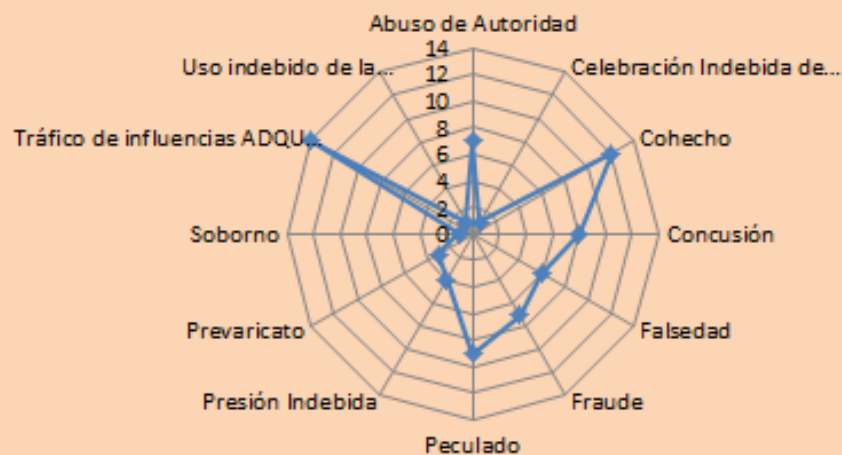 Abuso de Autoridad
14
12
10
8
6
4
2
0
Celebración Indebida de...
Cohecho
Concusión
Falsedad
Fraude
Peculado
Presión Indebida
Prevaricato
Soborno
Tráfico de influencias ADQU...
Uso indebido de la...